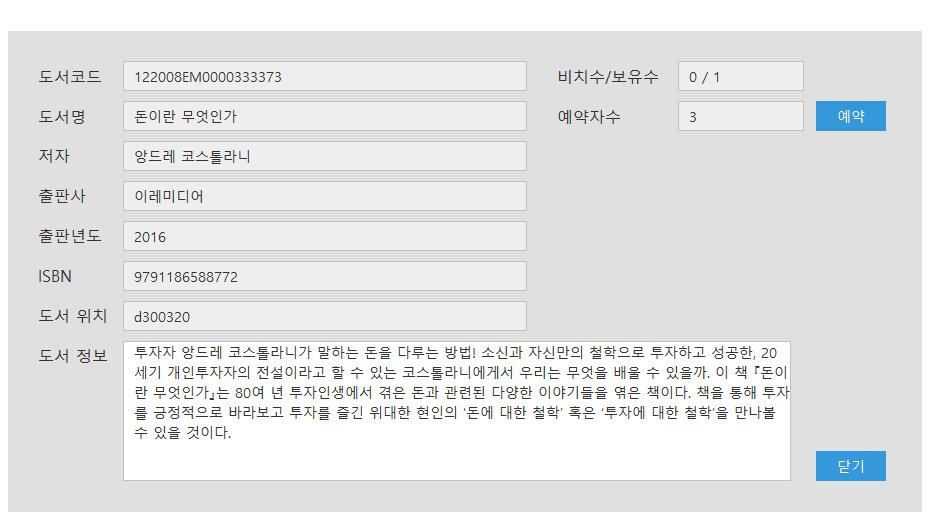 도서코드 122008EM0000333373 비치수/보유수 0 / 1
도서명 돈이란 무엇인가 예약자수 3 예약
저자 앙드레 코스톨라니
출판사 이레미디어
출판년도 2016
ISBN 9791186588772
도서 위치 d300320
도서 정보 투자자 앙드레 코스톨라니가 말하는 돈을 다루는 방법! 소신과 자신만의 철학으로 투자하고 성공한, 20
세기 개인투자자의 전설이라고 할 수 있는 코스톨라니에게서 우리는 무엇을 배울 수 있을까. 이 책 『돈이
란 무엇인가』는 80여 년 투자인생에서 겪은 돈과 관련된 다양한 이야기들을 엮은 책이다. 책을 통해 투자
를 긍정적으로 바라보고 투자를 즐긴 위대한 현인의 ‘돈에 대한 철학’ 혹은 ‘투자에 대한 철학’을 만나볼
수 있을 것이다.
닫기